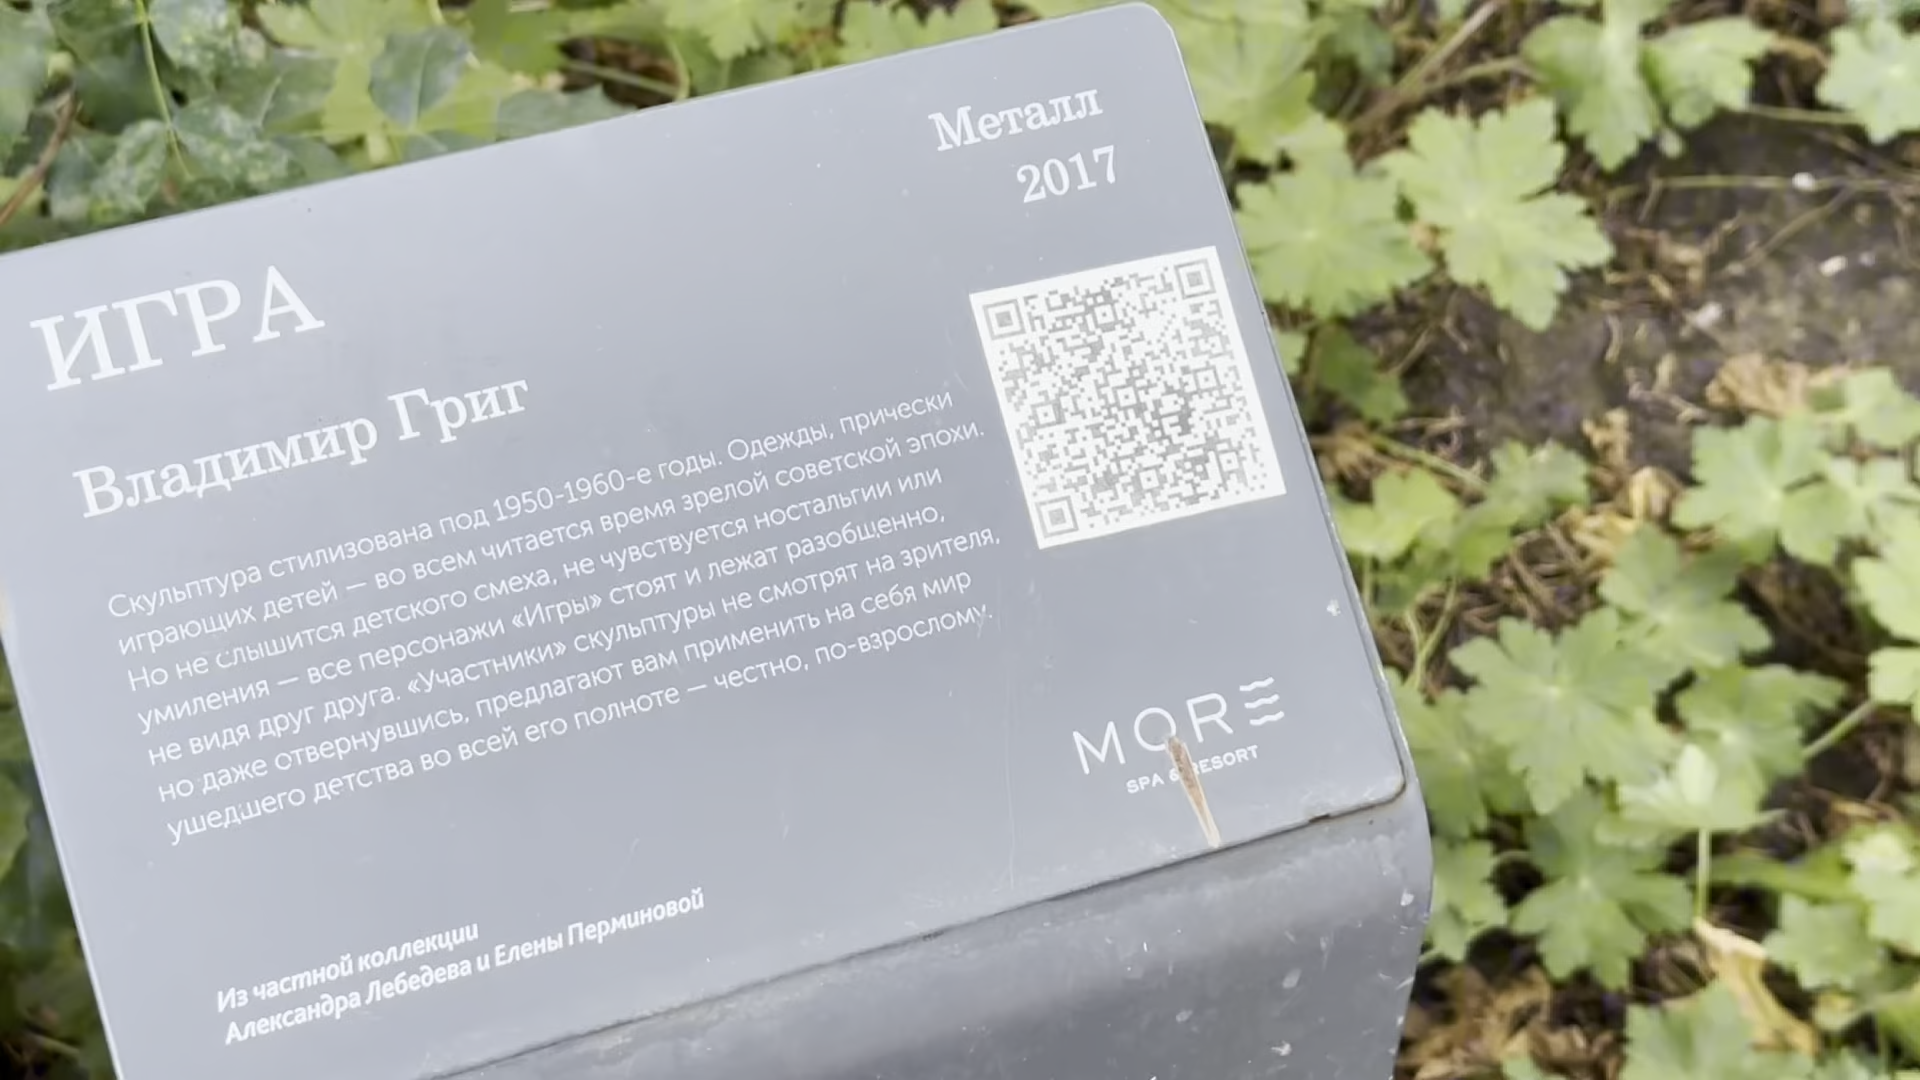 Металл
2017
ИГРА
Владимир Григ
Скульптура стилизована под 1950-1960-е годы. Одежды, прически
играющих детей — во всем читается время зрелой советской эпохи.
Но не слышится детского смеха, не чувствуется ностальгии или
умиления — все персонажи «Игры» стоят и лежат разобщенно,
не видя друг друга. «Участники» скульптуры не смотрят на зрителя,
но даже отвернувшись, предлагают вам применить на себя мир
ушедшего детства во всей его полноте — честно, по-взрослому.
MORE
SPA & RESORT
Из частной коллекции
Александра Лебедева и Елены Перминовой